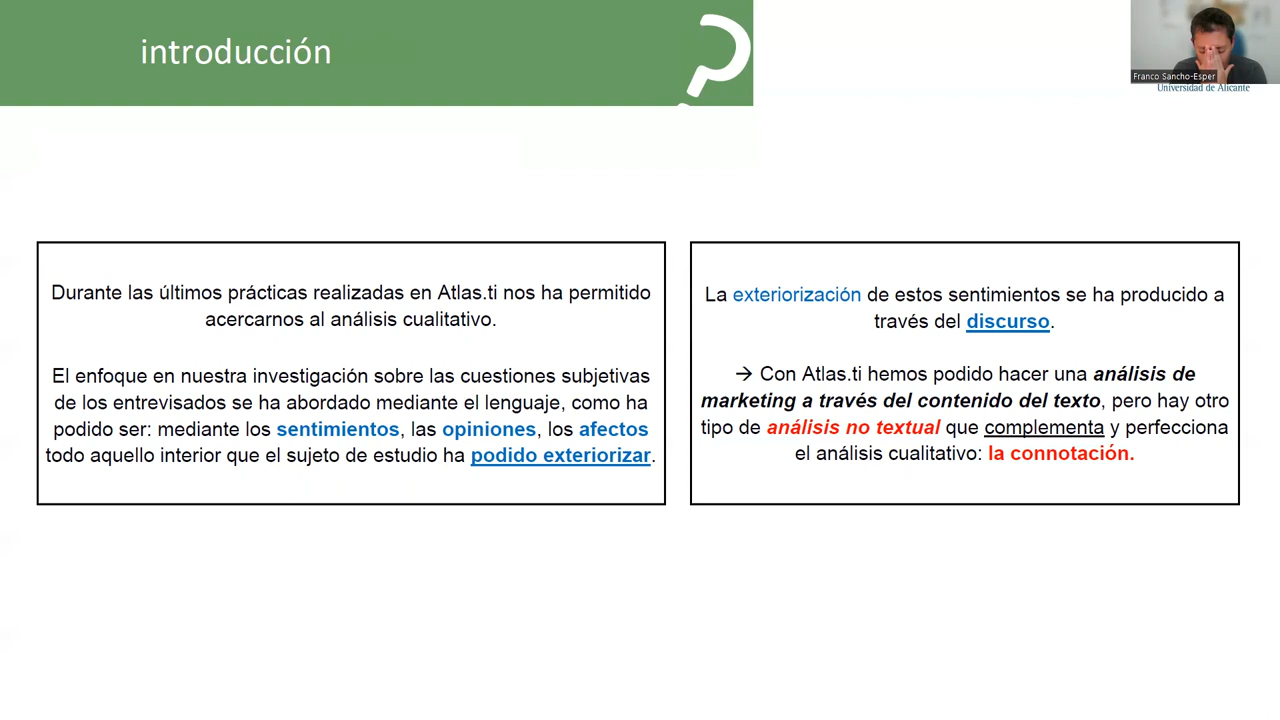 introducción
Franco Sancho-Esper
Universidad de Alicante
Durante las últimos prácticas realizadas en Atlas.ti nos ha permitido
acercarnos al análisis cualitativo.
El enfoque en nuestra investigación sobre las cuestiones subjetivas
de los entrevisados se ha abordado mediante el lenguaje, como ha
podido ser: mediante los sentimientos, las opiniones, los afectos
todo aquello interior que el sujeto de estudio ha podido exteriorizar.
La exteriorización de estos sentimientos se ha producido a
través del discurso.
→ Con Atlas.ti hemos podido hacer una análisis de
marketing a través del contenido del texto, pero hay otro
tipo de análisis no textual que complementa y perfecciona
el análisis cualitativo: la connotación.